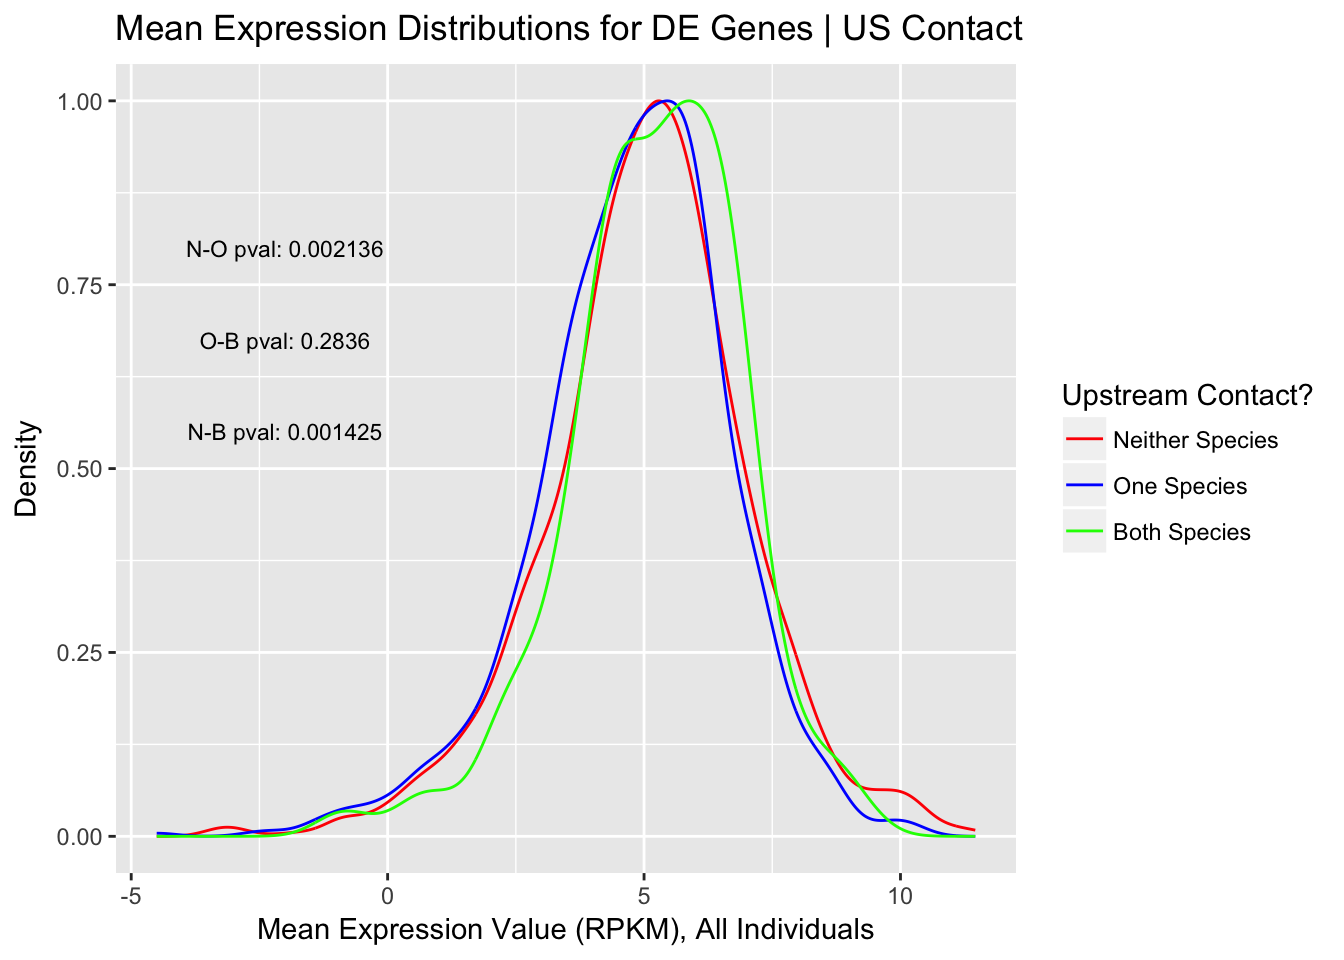 Mean Expression Distributions for DE Genes | US Contact
1.00
0.75
0.50
0.25
0.00
Density
N-O pval: 0.002136
O-B pval: 0.2836
N-B pval: 0.001425
-5
0
5
10
Mean Expression Value (RPKM), All Individuals
Upstream Contact?
Neither Species
One Species
Both Species